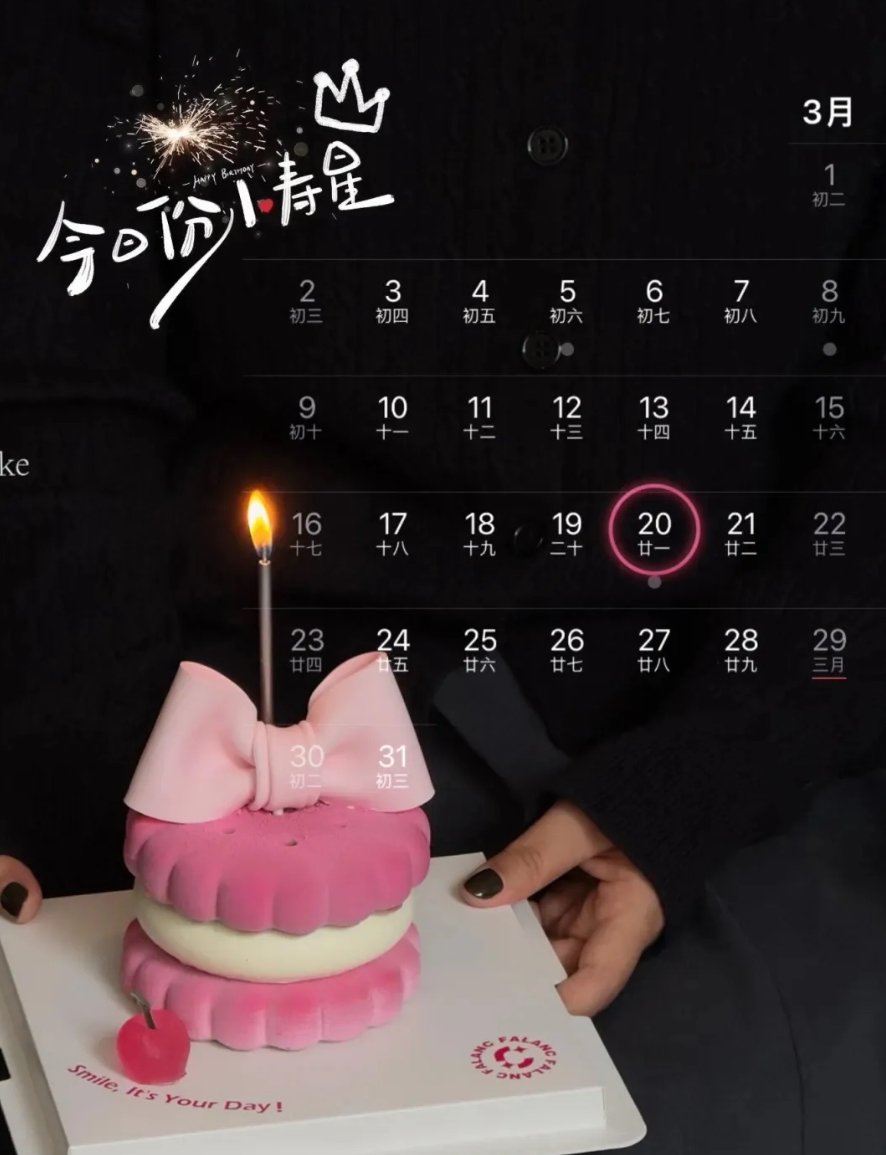 HAPPY BIRTHDAY
今日份小寿星
3月
1
初二
2 3 4 5 6 7 8
初三 初四 初五 初六 初七 初八 初九
9 10 11 12 13 14 15
初十 十一 十二 十三 十四 十五 十六
ke
16 17 18 19 20 21 22
十七 十八 十九 二十 廿一 廿二 廿三
23 24 25 26 27 28 29
廿四 廿五 廿六 廿七 廿八 廿九 三月
30 31
初二 初三
FALANC FALANC FALANC
Smile, It's Your Day!